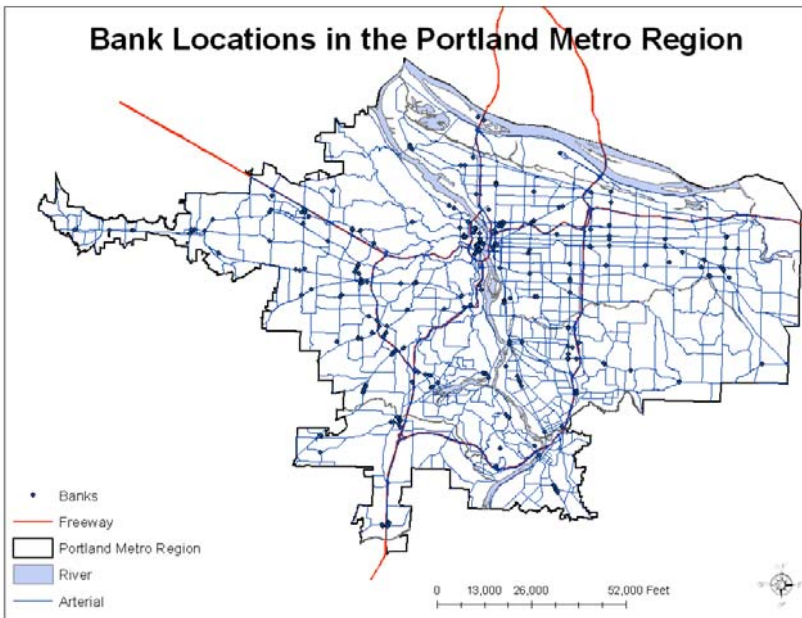 Bank Locations in the Portland Metro Region
Banks
Freeway
Portland Metro Region
River
Arterial
0 13,000 26,000 52,000 Feet